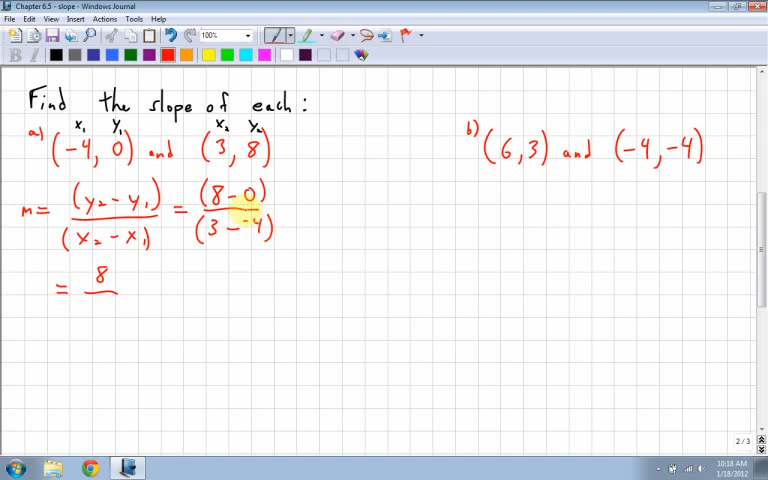 Chapter 6.5 - slope - Windows Journal
File Edit View Insert Actions Tools Help
100%
B I
Find the slope of each:
x₁ y₁ x₂ y₂
a) (-4, 0) and (3, 8)
b) (6, 3) and (-4, -4)
m = (y₂ - y₁) / (x₂ - x₁) = (8 - 0) / (3 - -4)
= 8
2 / 3
10:18 AM
1/18/2012